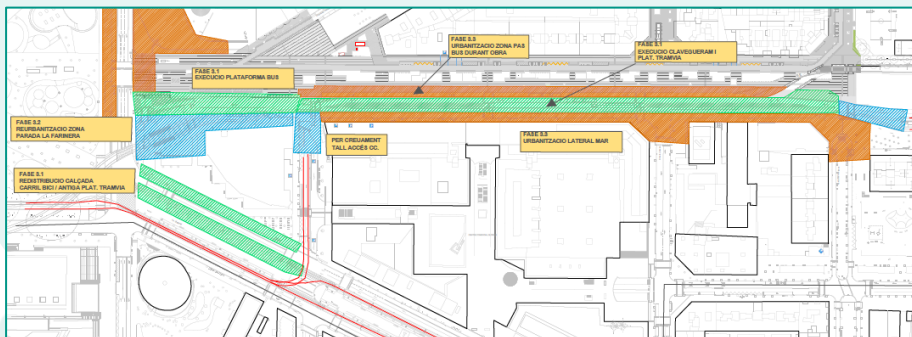 FASE 5.5
URBANITZACIO ZONA PAS
BUS DURANT OBRA
FASE 5.1
EXECUCIO CLAVEGUERAM I
PLAT. TRAMVIA
FASE 5.1
EXECUCIO PLATAFORMA BUS
FASE 5.2
REURBANITZACIO ZONA
PARADA LA FARINERA
PER CREUAMENT
TALL ACCÉS CC.
FASE 5.5
URBANITZACIO LATERAL MAR
FASE 5.1
REDISTRIBUCIO CALÇADA
CARRIL BICI / ANTIGA PLAT. TRAMVIA